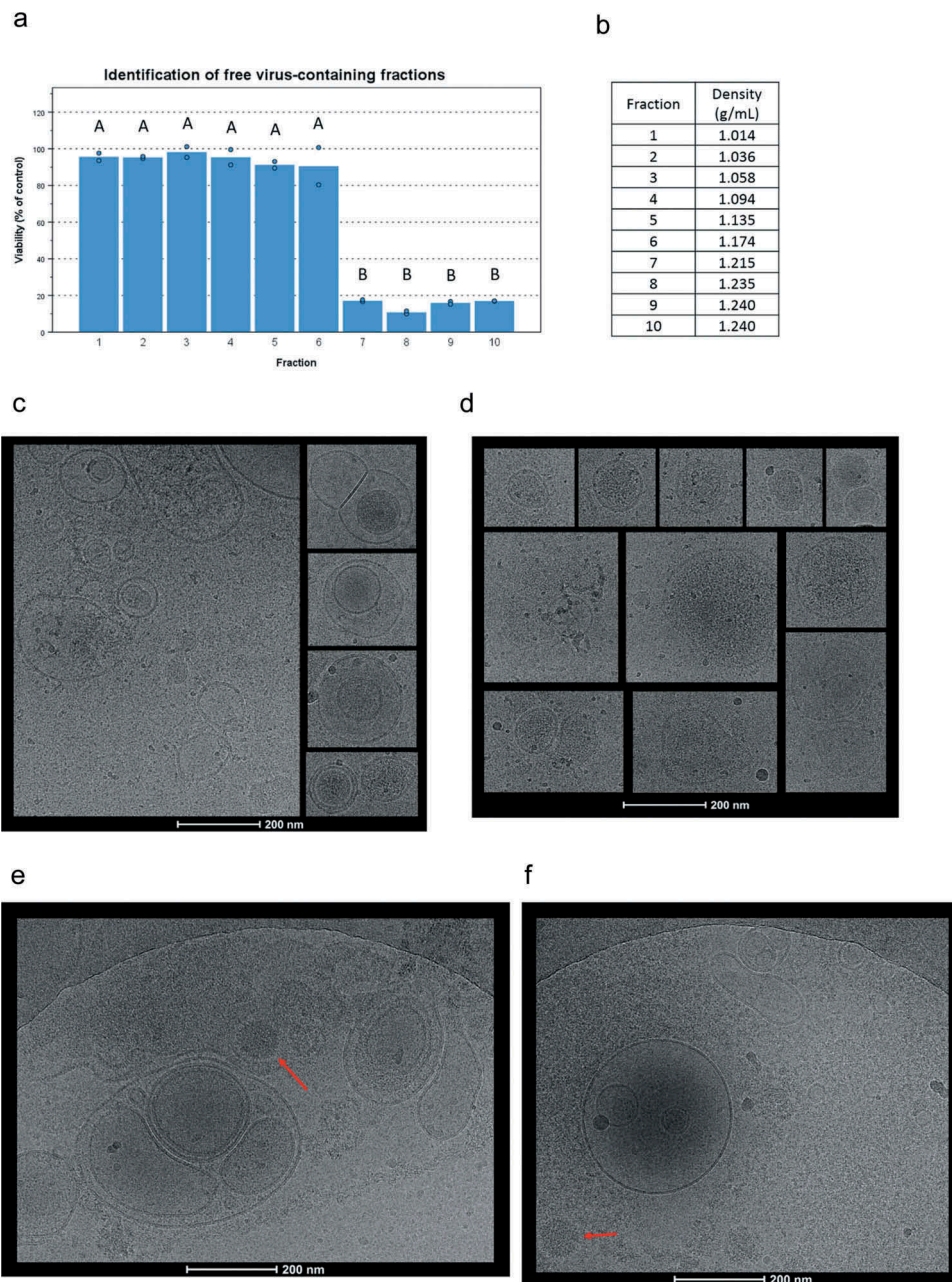 a
Identification of free virus-containing fractions
120
100
80
60
40
20
0
Viability (% of control)
A A A A A A
B B B B
1 2 3 4 5 6 7 8 9 10
Fraction
b
Fraction Density (g/mL)
1 1.014
2 1.036
3 1.058
4 1.094
5 1.135
6 1.174
7 1.215
8 1.235
9 1.240
10 1.240
c
200 nm
d
200 nm
e
200 nm
f
200 nm